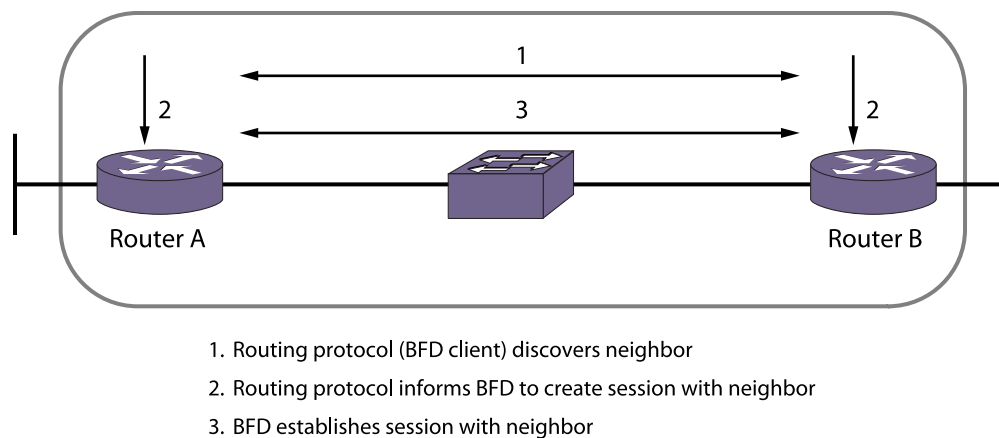 1
2
3
2
Router A
Router B
1. Routing protocol (BFD client) discovers neighbor
2. Routing protocol informs BFD to create session with neighbor
3. BFD establishes session with neighbor